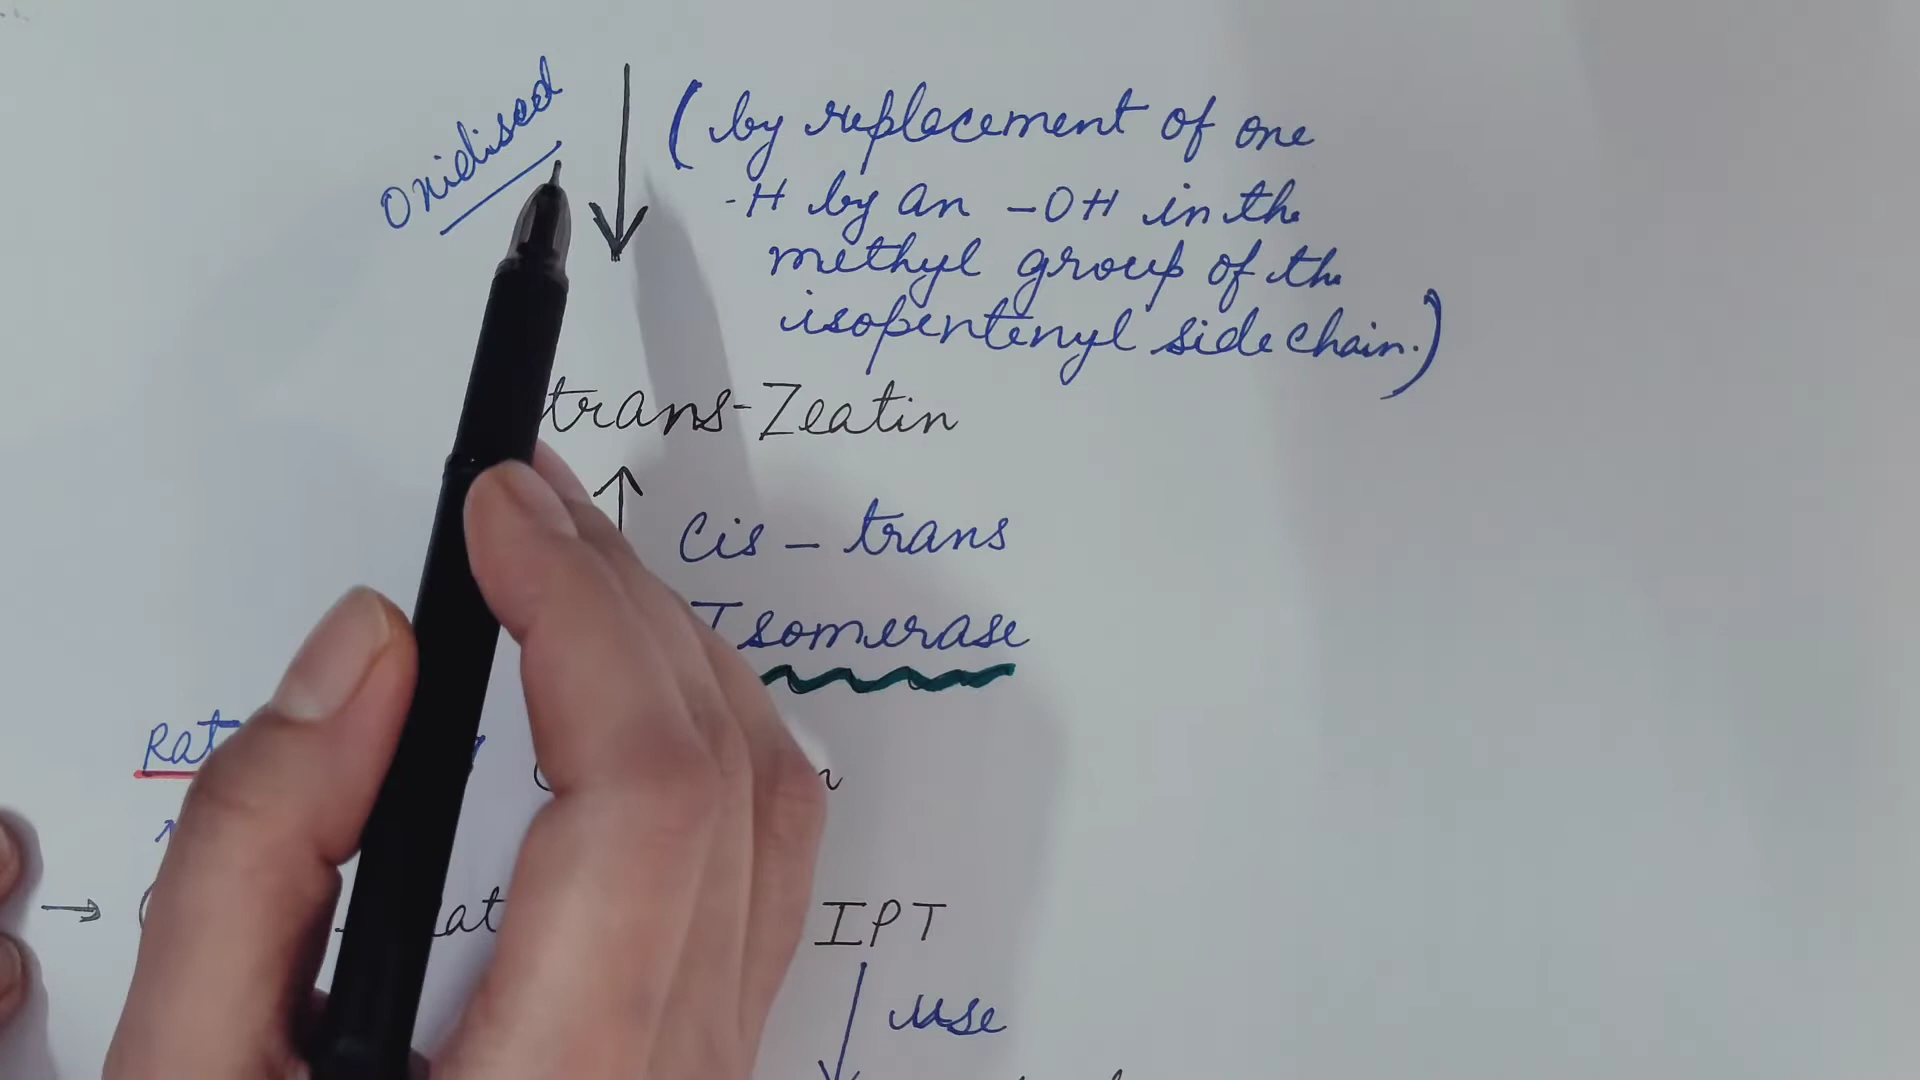 Oxidised
(by replacement of one
-H by an -OH in the
methyl group of the
isopentenyl side chain.)
trans-Zeatin
Cis - trans
Isomerase
IPT
use